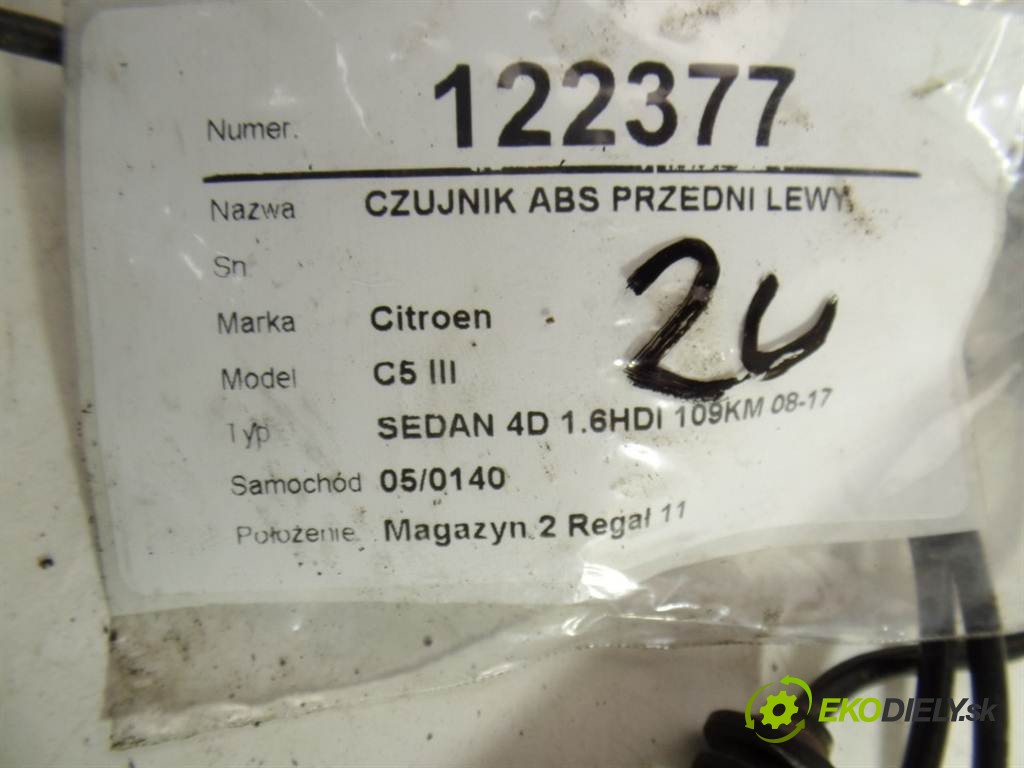 Numer. 122377
Nazwa CZUJNIK ABS PRZEDNI LEWY
Sn
Marka Citroen
Model C5 III
Typ SEDAN 4D 1.6HDI 109KM 08-17
Samochód 05/0140
Położenie Magazyn 2 Regał 11
EKODIELY.sk